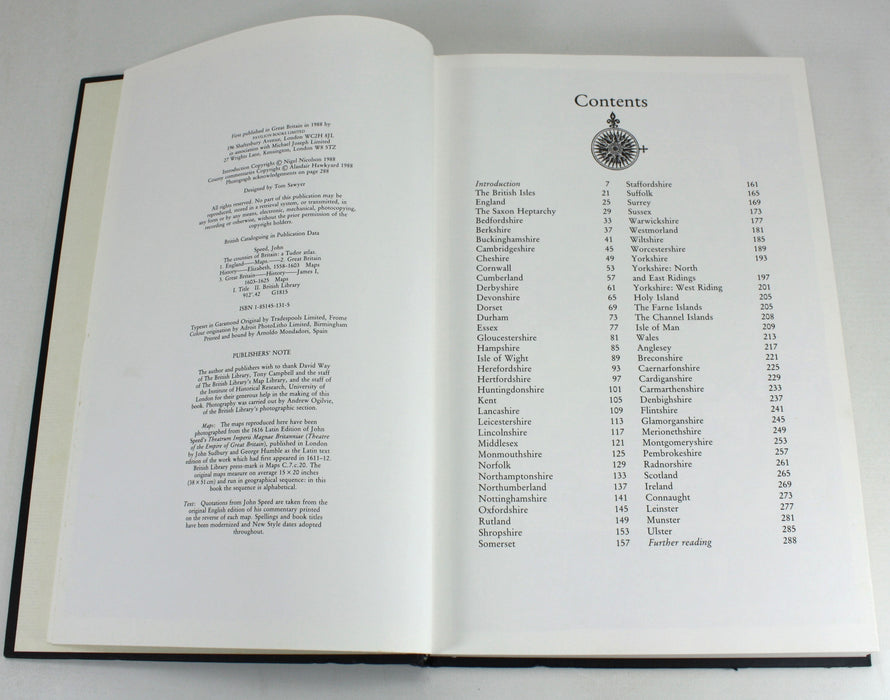 First published in Great Britain in 1988 by
PAVILION BOOKS LIMITED
196 Shaftesbury Avenue, London WC2H 8JL
in association with Michael Joseph Limited
27 Wrights Lane, Kensington, London W8 5TZ
Introduction Copyright © Nigel Nicolson 1988
County commentaries Copyright © Alasdair Hawkyard 1988
Photograph acknowledgements on page 288
Designed by Tom Sawyer
All rights reserved. No part of this publication may be
reproduced, stored in a retrieval system, or transmitted, in
any form or by any means, electronic, mechanical, photocopying,
recording or otherwise, without the prior permission of the
copyright holders.
British Cataloguing in Publication Data
Speed, John
The counties of Britain: a Tudor atlas.
1. England—Maps.—2. Great Britain
History—Elizabeth, 1558–1603 Maps
3. Great Britain—History—James I,
1603–1625 Maps
I. Title II. British Library
912'.42 G1815
ISBN 1-85145-131-5
Typeset in Garamond Original by Tradespools Limited, Frome
Colour origination by Adroit PhotoLitho Limited, Birmingham
Printed and bound by Arnoldo Mondadori, Spain
PUBLISHERS' NOTE
The author and publishers wish to thank David Way
of The British Library, Tony Campbell and the staff
of The British Library's Map Library, and the staff of
the Institute of Historical Research, University of
London for their generous help in the making of this
book. Photography was carried out by Andrew Ogilvie,
of the British Library's photographic section.
Maps: The maps reproduced here have been
photographed from the 1616 Latin Edition of John
Speed's Theatrum Imperii Magnae Britanniae (Theatre
of the Empire of Great Britain), published in London
by John Sudbury and George Humble as the Latin text
edition of the work which had first appeared in 1611–12.
British Library press-mark is Maps C.7.c.20. The
original maps measure on average 15 × 20 inches
(38 × 51 cm) and run in geographical sequence: in this
book the sequence is alphabetical.
Text: Quotations from John Speed are taken from the
original English edition of his commentary printed
on the reverse of each map. Spellings and book titles
have been modernized and New Style dates adopted
throughout.
Contents
Introduction 7
The British Isles 21
England 25
The Saxon Heptarchy 29
Bedfordshire 33
Berkshire 37
Buckinghamshire 41
Cambridgeshire 45
Cheshire 49
Cornwall 53
Cumberland 57
Derbyshire 61
Devonshire 65
Dorset 69
Durham 73
Essex 77
Gloucestershire 81
Hampshire 85
Isle of Wight 89
Herefordshire 93
Hertfordshire 97
Huntingdonshire 101
Kent 105
Lancashire 109
Leicestershire 113
Lincolnshire 117
Middlesex 121
Monmouthshire 125
Norfolk 129
Northamptonshire 133
Northumberland 137
Nottinghamshire 141
Oxfordshire 145
Rutland 149
Shropshire 153
Somerset 157
Staffordshire 161
Suffolk 165
Surrey 169
Sussex 173
Warwickshire 177
Westmorland 181
Wiltshire 185
Worcestershire 189
Yorkshire 193
Yorkshire: North
and East Ridings 197
Yorkshire: West Riding 201
Holy Island 205
The Farne Islands 205
The Channel Islands 208
Isle of Man 209
Wales 213
Anglesey 217
Breconshire 221
Caernarfonshire 225
Cardiganshire 229
Carmarthenshire 233
Denbighshire 237
Flintshire 241
Glamorganshire 245
Merionethshire 249
Montgomeryshire 253
Pembrokeshire 257
Radnorshire 261
Scotland 265
Ireland 269
Connaught 273
Leinster 277
Munster 281
Ulster 285
Further reading 288